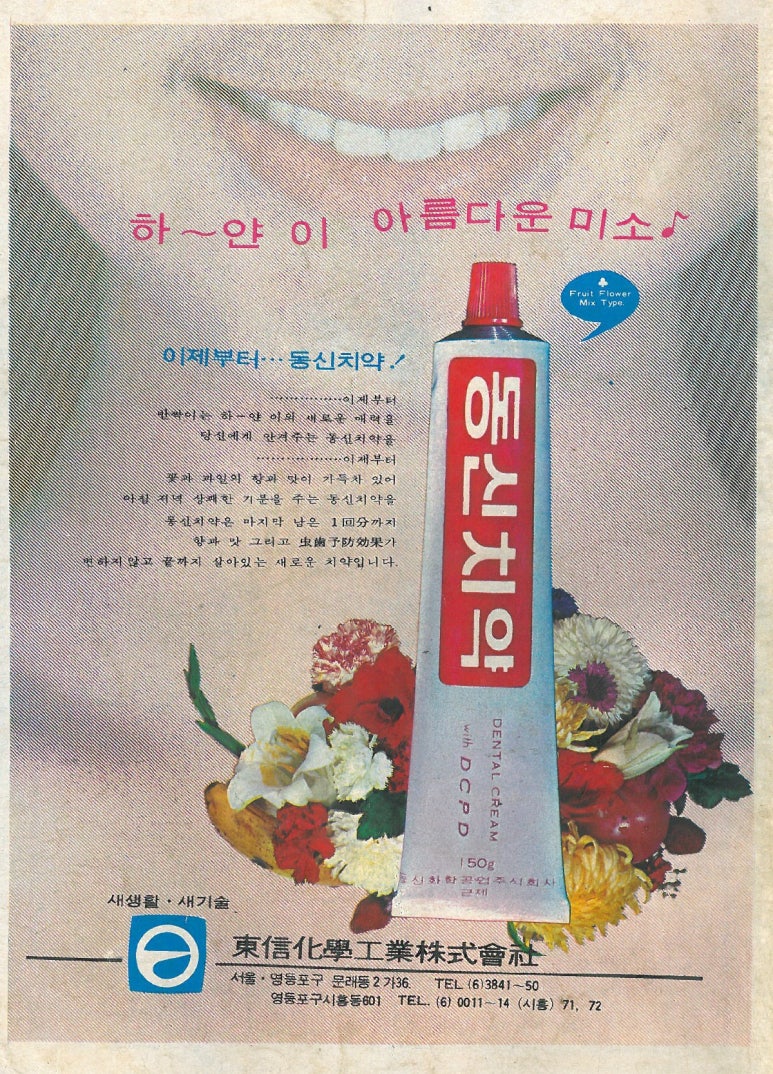 하~얀 이 아름다운 미소♪
Fruit Flower
Mix Type.
이제부터… 동신치약!
……………이제부터
반짝이는 하-얀 이의 새로운 매력을
당신에게 안겨주는 동신치약을
……………이제부터
꽃과 과일의 향과 맛이 가득차 있어
아침 저녁 상쾌한 기분을 주는 동신치약을
동신치약은 마지막 남은 1回分까지
향과 맛 그리고 虫歯予防効果가
변하지않고 끝까지 살아있는 새로운 치약입니다.
동신치약
DENTAL CREAM
with DCPD
150g
동신화학공업주식회사
근제
새생활·새기술
東信化學工業株式會社
서울·영등포구 문래동 2가36. TEL (6)3841~50
영등포구시흥동601 TEL. (6) 0011~14 (시흥) 71, 72